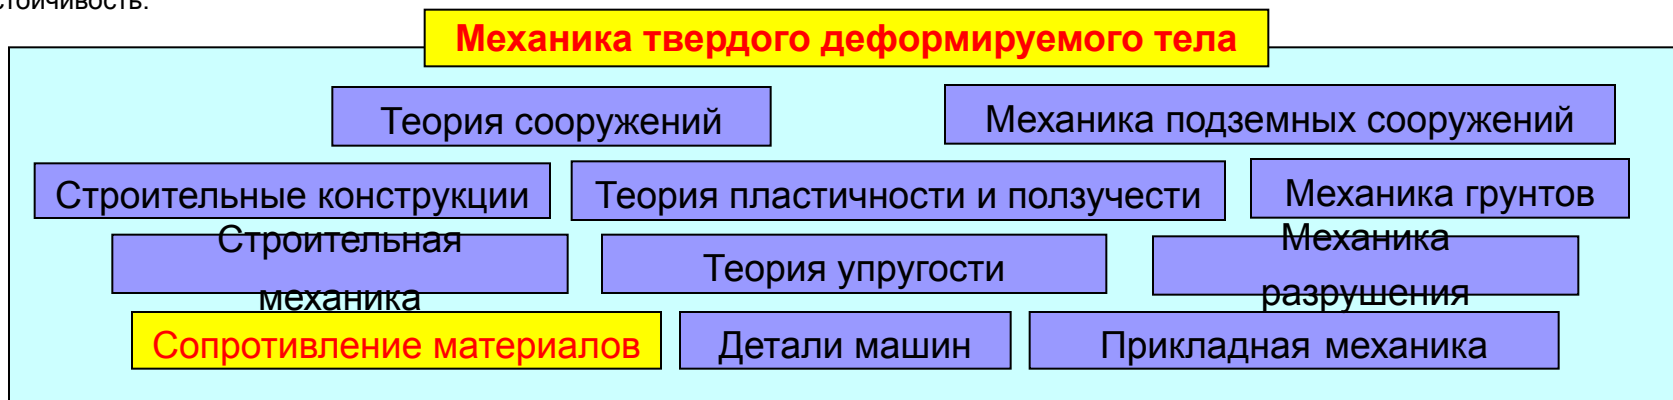 Механика твердого деформируемого тела
Теория сооружений
Механика подземных сооружений
Строительные конструкции
Теория пластичности и ползучести
Механика грунтов
Строительная
механика
Теория упругости
Механика
разрушения
Сопротивление материалов
Детали машин
Прикладная механика